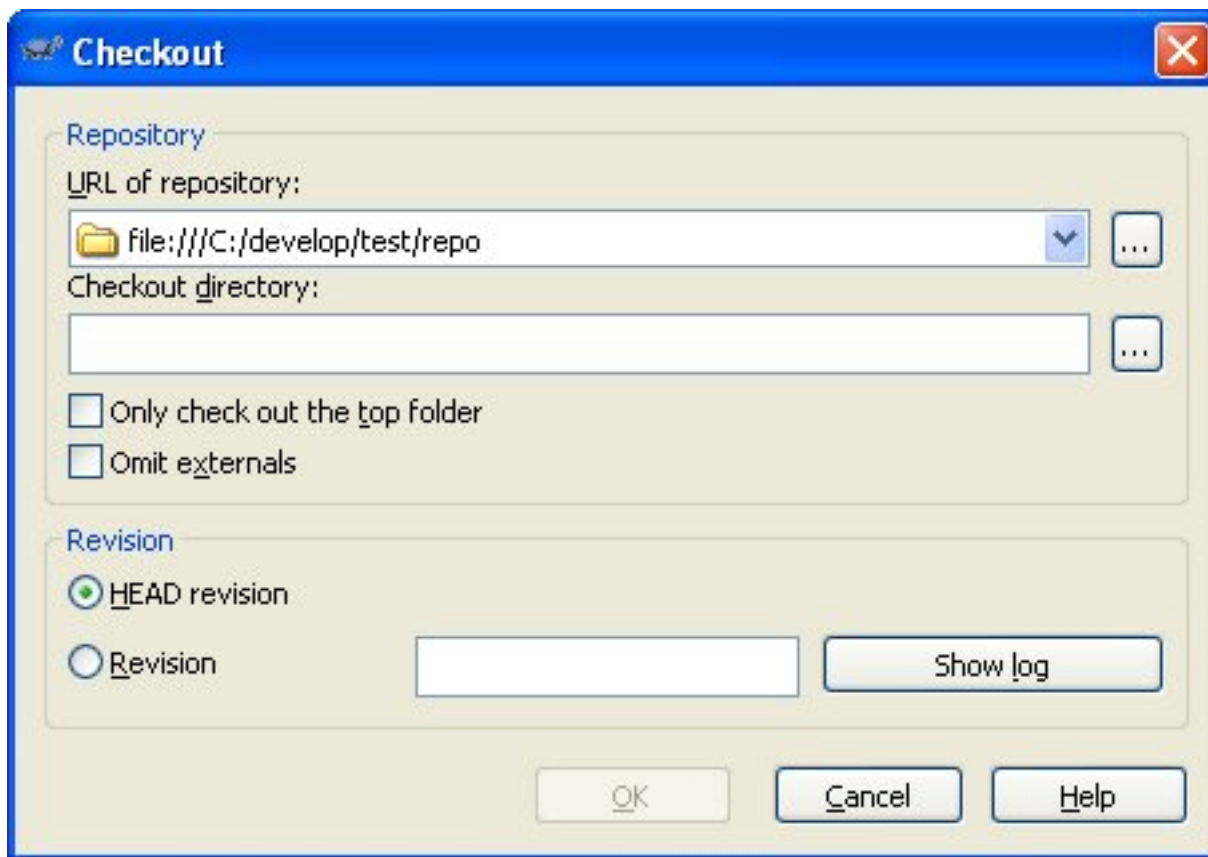 Checkout
Repository
URL of repository:
file:///C:/develop/test/repo
...
Checkout directory:
...
Only check out the top folder
Omit externals
Revision
HEAD revision
Revision
Show log
OK
Cancel
Help